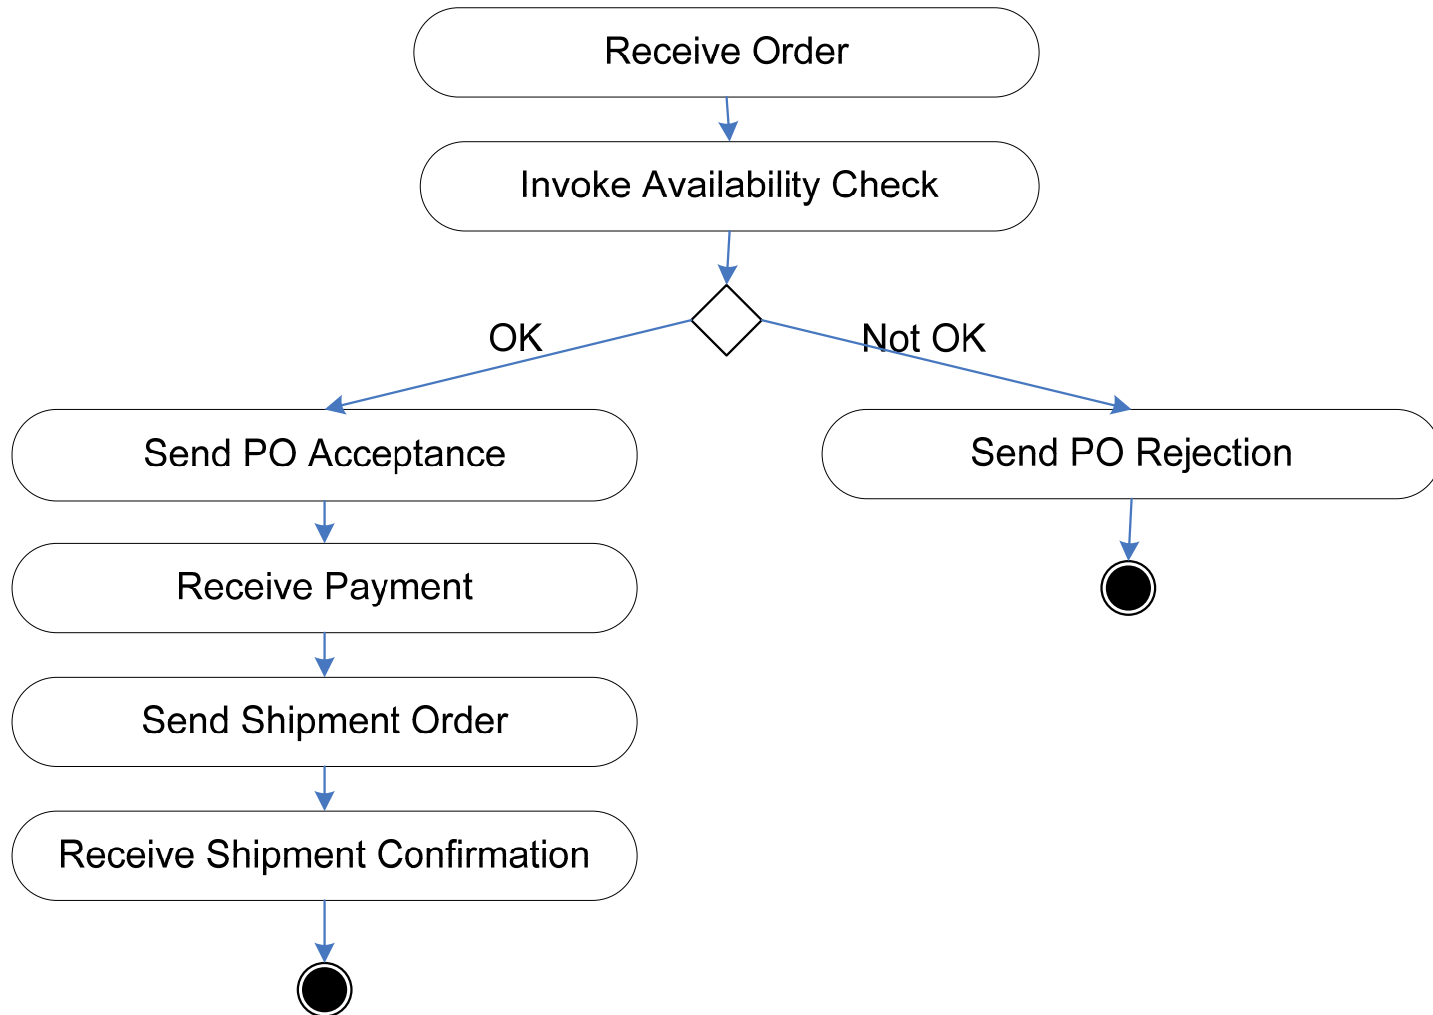 Receive Order
Invoke Availability Check
OK
Not OK
Send PO Acceptance
Send PO Rejection
Receive Payment
Send Shipment Order
Receive Shipment Confirmation